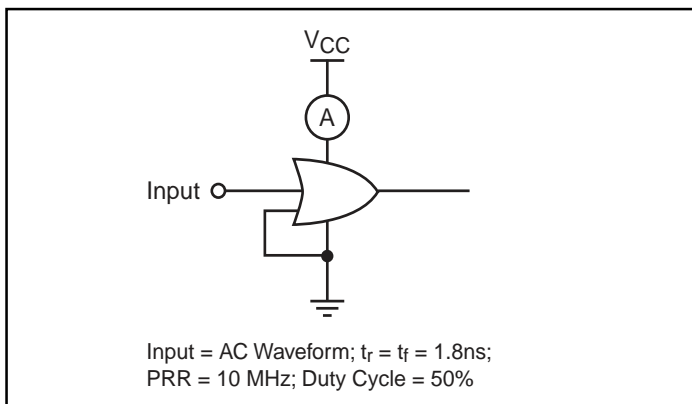 VCC
A
Input
Input = AC Waveform; tr = tf = 1.8ns;
PRR = 10 MHz; Duty Cycle = 50%